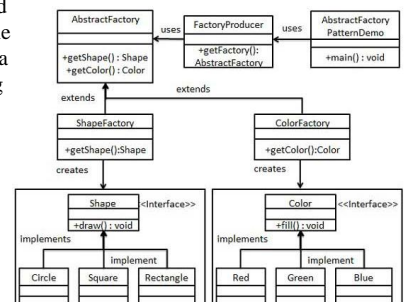 d
le
a
g
AbstractFactory
+getShape() : Shape
+getColor() : Color
uses
FactoryProducer
+getFactory():
AbstractFactory
uses
AbstractFactory
PatternDemo
+main() : void
extends
extends
ShapeFactory
+getShape():Shape
ColorFactory
+getColor():Color
creates
creates
Shape
<<Interface>>
+draw() : void
Color
<<Interface>>
+fill() : void
implements
implement
implements
implement
Circle
Square
Rectangle
Red
Green
Blue